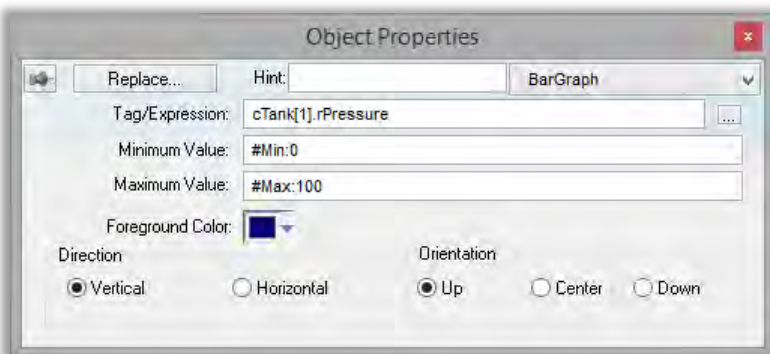 Object Properties
x
Replace... Hint: BarGraph
Tag/Expression: cTank[1].rPressure ...
Minimum Value: #Min:0
Maximum Value: #Max:100
Foreground Color:
Direction Orientation
Vertical Horizontal Up Center Down